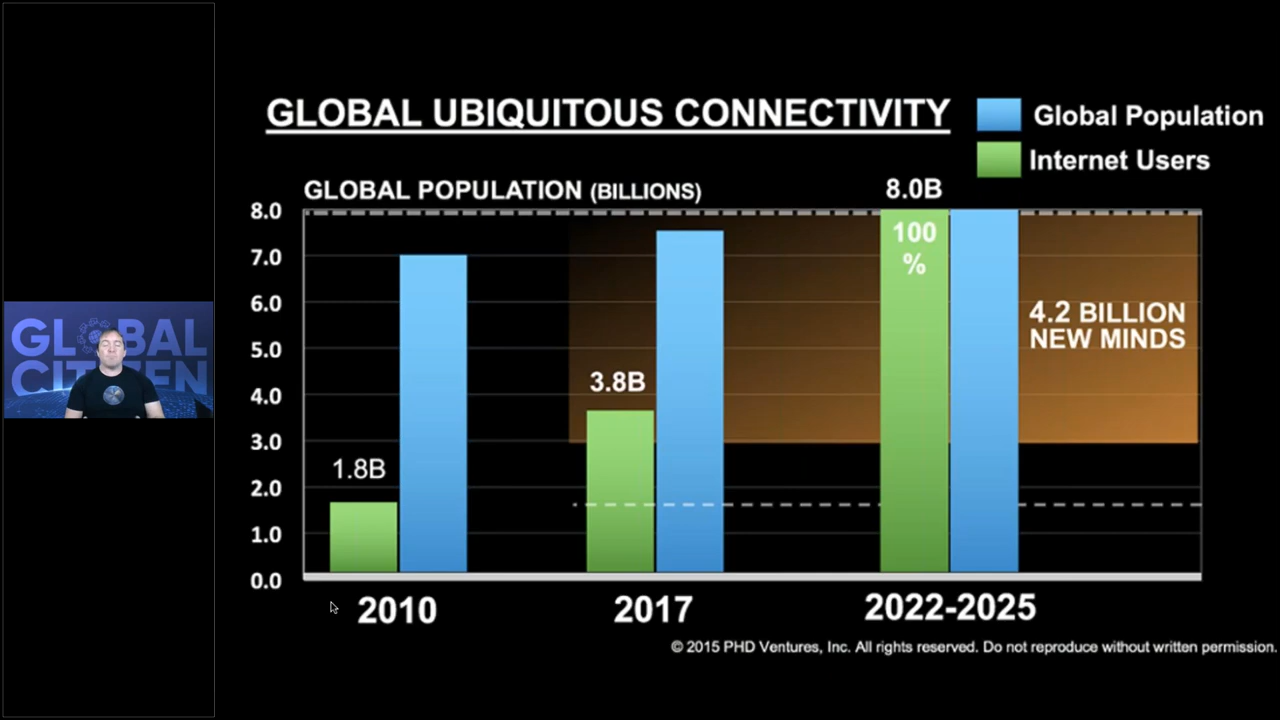 GLOBAL UBIQUITOUS CONNECTIVITY
Global Population
Internet Users
GLOBAL POPULATION (BILLIONS)
8.0B
8.0
7.0
6.0
5.0
4.0
3.0
2.0
1.0
0.0
100
%
4.2 BILLION
NEW MINDS
3.8B
1.8B
2010
2017
2022-2025
© 2015 PHD Ventures, Inc. All rights reserved. Do not reproduce without written permission.
GLOBAL
CITIZEN